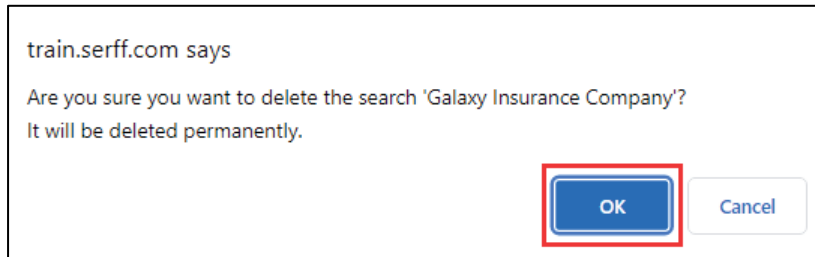 train.serff.com says
Are you sure you want to delete the search 'Galaxy Insurance Company'?
It will be deleted permanently.
OK
Cancel